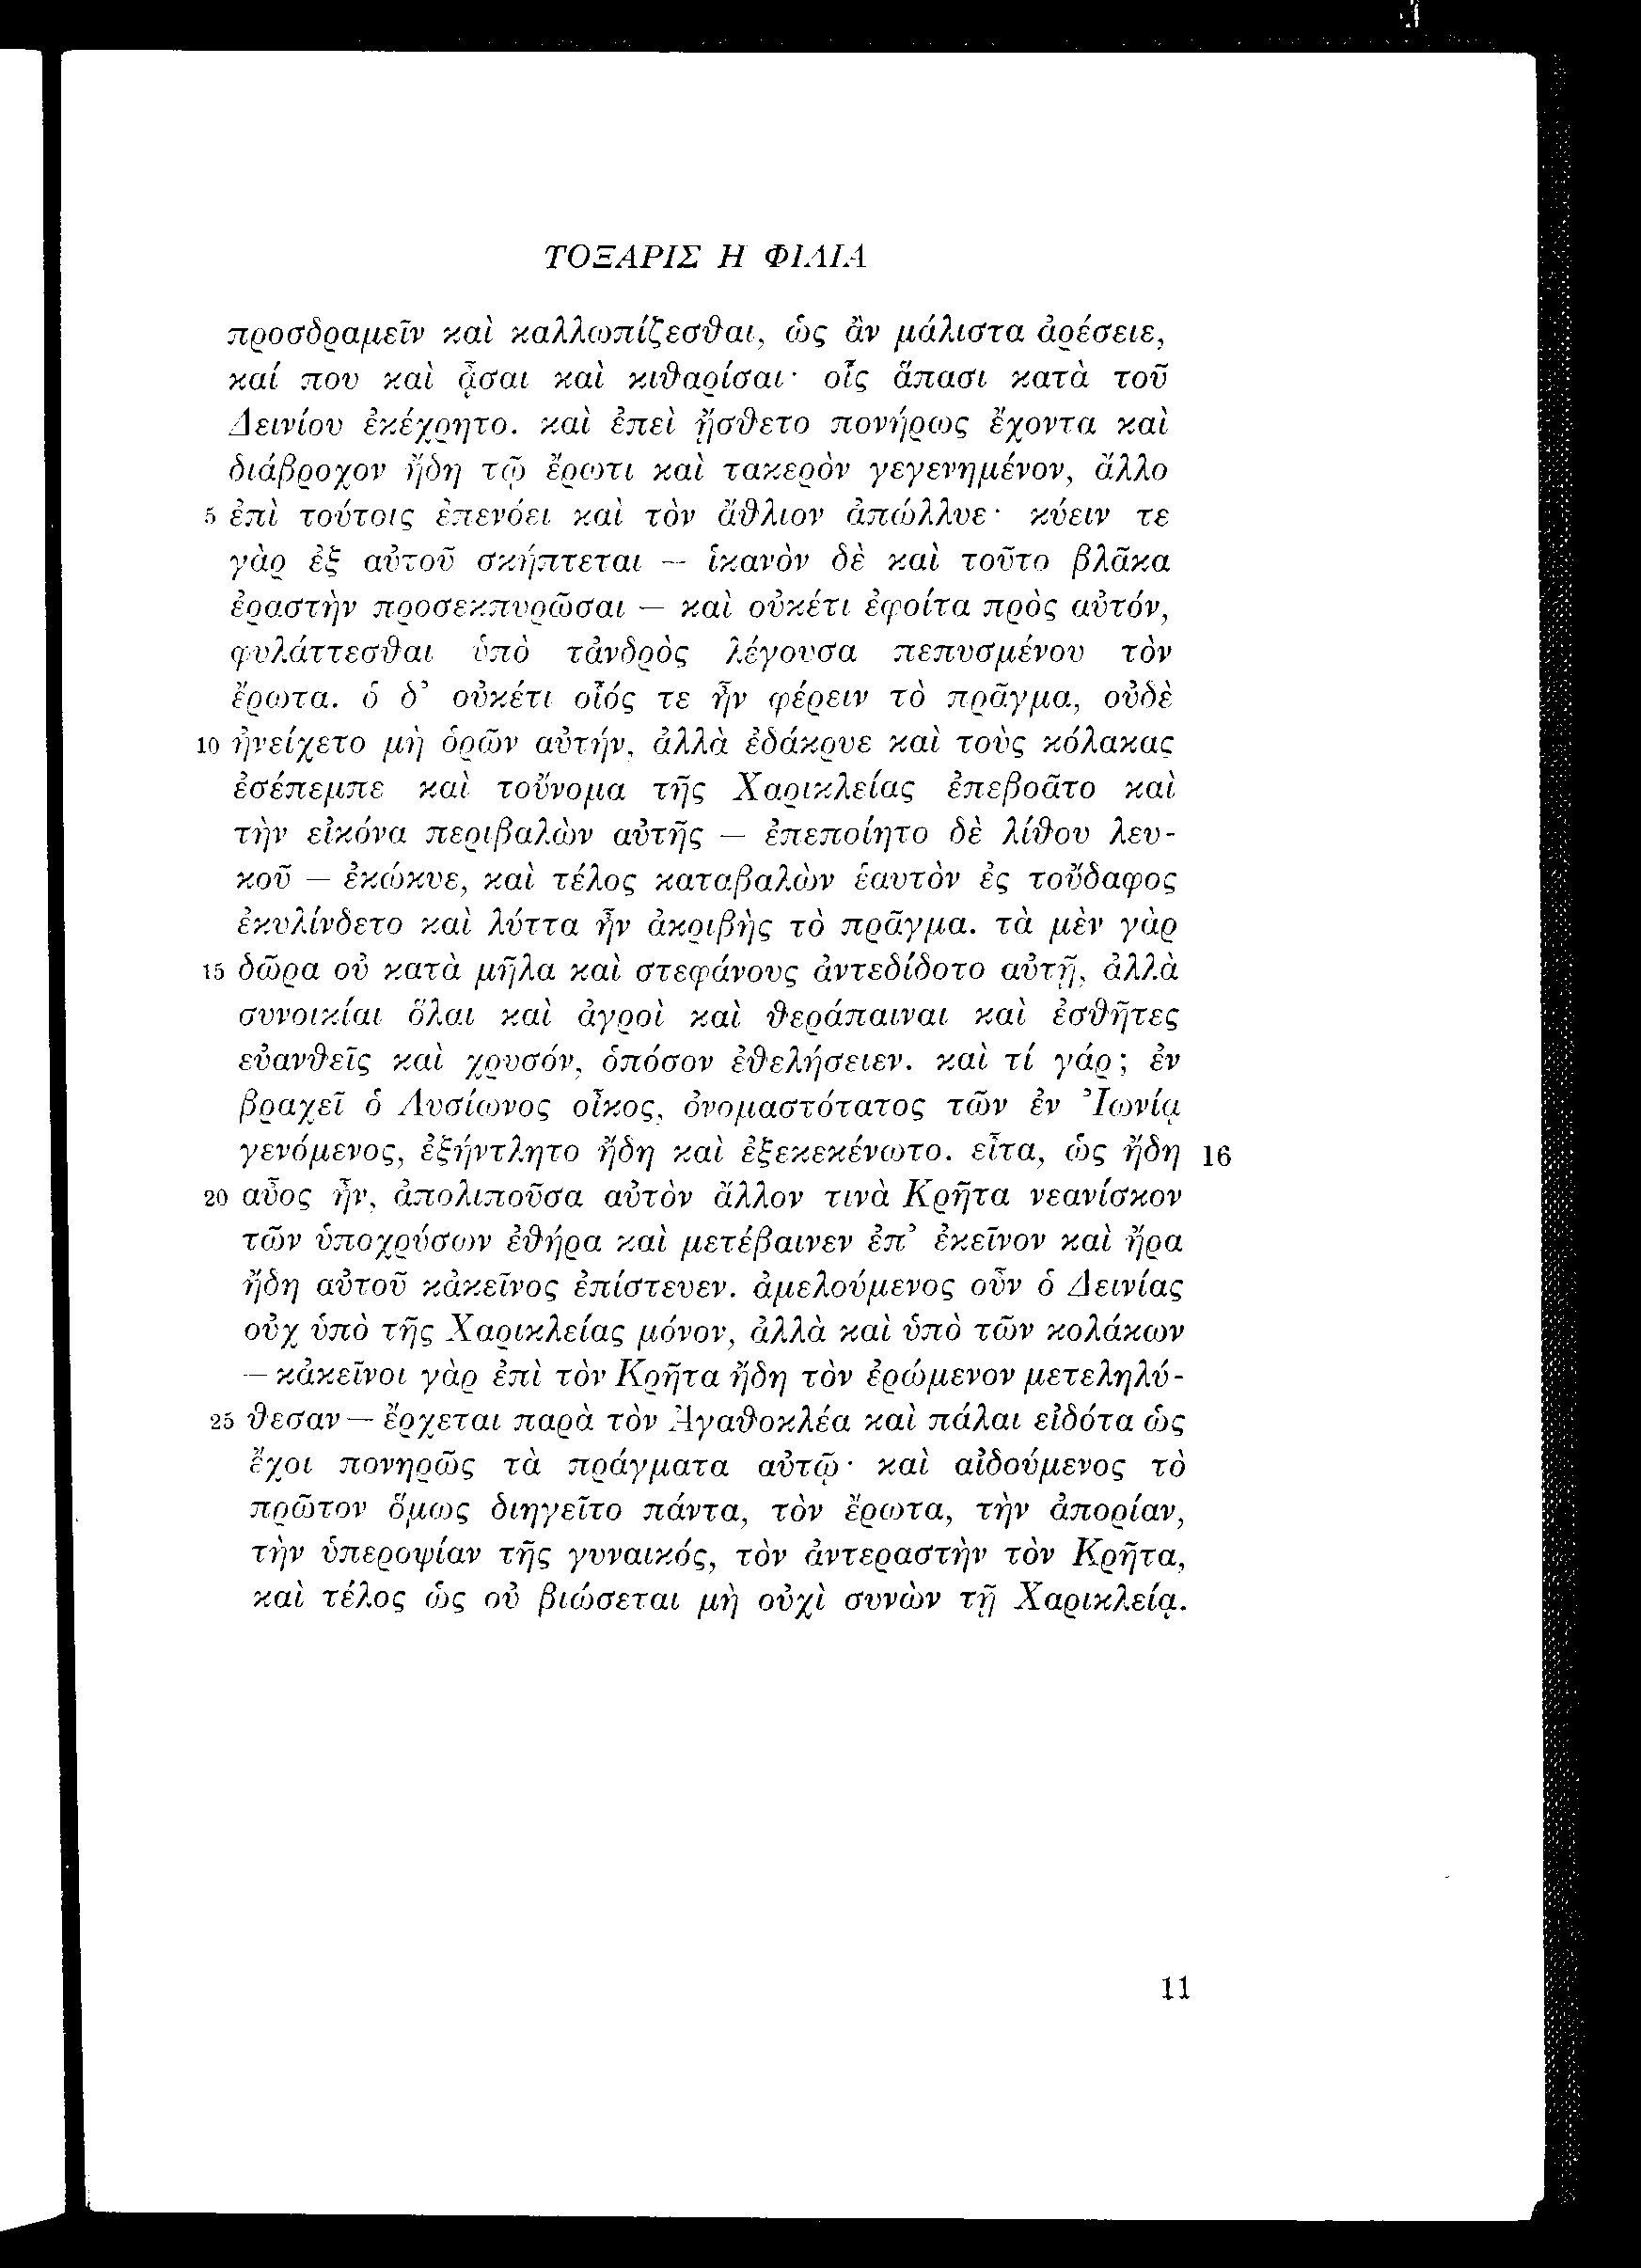 ΤΟΞΑΡΙΣ Η ΦΙΛΙΑ
προσδραμεῖν καὶ καλλωπίζεσθαι, ὡς ἂν μάλιστα ἀρέσειε,
καί που καὶ ᾆσαι καὶ κιθαρίσαι· οἷς ἅπασι κατὰ τοῦ
Δεινίου ἐκέχρητο. καὶ ἐπεὶ ᾔσθετο πονήρως ἔχοντα καὶ
διάβροχον ἤδη τῷ ἔρωτι καὶ τακερὸν γεγενημένον, ἄλλο
5 ἐπὶ τούτοις ἐπενόει καὶ τὸν ἄθλιον ἀπώλλυε· κύειν τε
γὰρ ἐξ αὐτοῦ σκήπτεται — ἱκανὸν δὲ καὶ τοῦτο βλᾶκα
ἐραστὴν προσεκπυρῶσαι — καὶ οὐκέτι ἐφοίτα πρὸς αὐτόν,
φυλάττεσθαι ὑπὸ τἀνδρὸς λέγουσα πεπυσμένου τὸν
ἔρωτα. ὁ δ’ οὐκέτι οἷός τε ἦν φέρειν τὸ πρᾶγμα, οὐδὲ
10 ἠνείχετο μὴ ὁρῶν αὐτήν, ἀλλὰ ἐδάκρυε καὶ τοὺς κόλακας
ἐσέπεμπε καὶ τοὔνομα τῆς Χαρικλείας ἐπεβοᾶτο καὶ
τὴν εἰκόνα περιβαλὼν αὐτῆς — ἐπεποίητο δὲ λίθου λευ-
κοῦ — ἐκώκυε, καὶ τέλος καταβαλὼν ἑαυτὸν ἐς τοὔδαφος
ἐκυλίνδετο καὶ λύττα ἦν ἀκριβὴς τὸ πρᾶγμα. τὰ μὲν γὰρ
15 δῶρα οὐ κατὰ μῆλα καὶ στεφάνους ἀντεδίδοτο αὐτῇ, ἀλλὰ
συνοικίαι ὅλαι καὶ ἀγροὶ καὶ θεράπαιναι καὶ ἐσθῆτες
εὐανθεῖς καὶ χρυσόν, ὁπόσον ἐθελήσειεν. καὶ τί γάρ; ἐν
βραχεῖ ὁ Λυσίωνος οἶκος, ὀνομαστότατος τῶν ἐν Ἰωνίᾳ
γενόμενος, ἐξήντλητο ἤδη καὶ ἐξεκεκένωτο. εἶτα, ὡς ἤδη 16
20 αὖος ἦν, ἀπολιποῦσα αὐτὸν ἄλλον τινὰ Κρῆτα νεανίσκον
τῶν ὑποχρύσων ἐθήρα καὶ μετέβαινεν ἐπ’ ἐκεῖνον καὶ ἤρα
ἤδη αὐτοῦ κἀκεῖνος ἐπίστευεν. ἀμελούμενος οὖν ὁ Δεινίας
οὐχ ὑπὸ τῆς Χαρικλείας μόνον, ἀλλὰ καὶ ὑπὸ τῶν κολάκων
— κἀκεῖνοι γὰρ ἐπὶ τὸν Κρῆτα ἤδη τὸν ἐρώμενον μετεληλύ-
25 θεσαν — ἔρχεται παρὰ τὸν Ἀγαθοκλέα καὶ πάλαι εἰδότα ὡς
ἔχοι πονηρῶς τὰ πράγματα αὐτῷ· καὶ αἰδούμενος τὸ
πρῶτον ὅμως διηγεῖτο πάντα, τὸν ἔρωτα, τὴν ἀπορίαν,
τὴν ὑπεροψίαν τῆς γυναικός, τὸν ἀντεραστὴν τὸν Κρῆτα,
καὶ τέλος ὡς οὐ βιώσεται μὴ οὐχὶ συνὼν τῇ Χαρικλείᾳ.
11